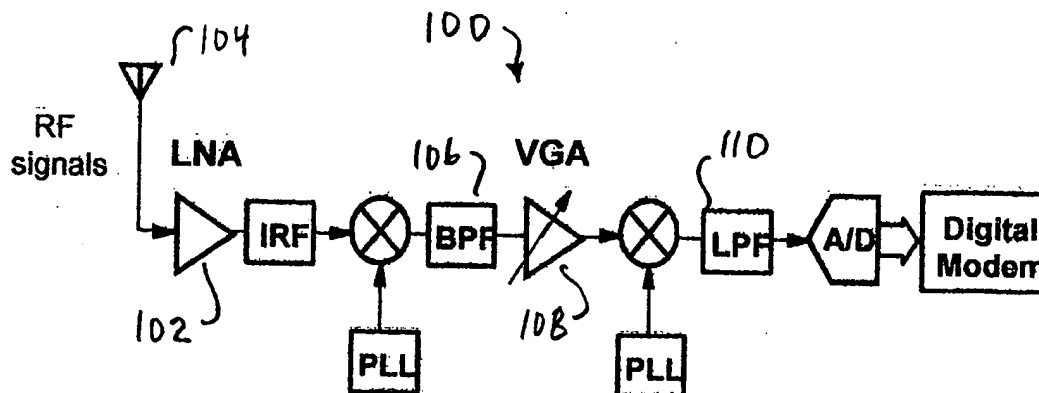 104
100
RF
signals
LNA
106
VGA
110
IRF
BPF
LPF
A/D
Digital
Modem
102
108
PLL
PLL